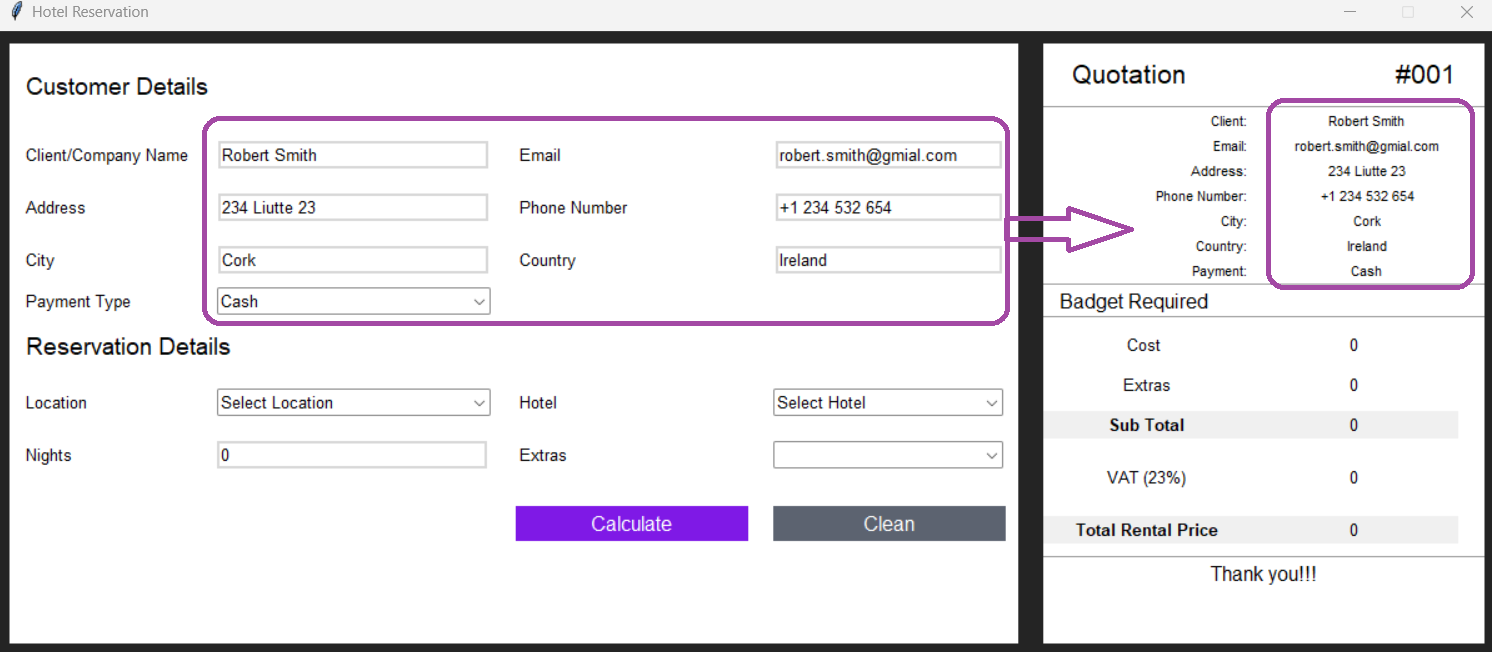 Hotel Reservation
Customer Details
Client/Company Name Robert Smith Email robert.smith@gmial.com
Address 234 Liutte 23 Phone Number +1 234 532 654
City Cork Country Ireland
Payment Type Cash
Reservation Details
Location Select Location Hotel Select Hotel
Nights 0 Extras
Calculate Clean
Quotation #001
Client: Robert Smith
Email: robert.smith@gmial.com
Address: 234 Liutte 23
Phone Number: +1 234 532 654
City: Cork
Country: Ireland
Payment: Cash
Badget Required
Cost 0
Extras 0
Sub Total 0
VAT (23%) 0
Total Rental Price 0
Thank you!!!